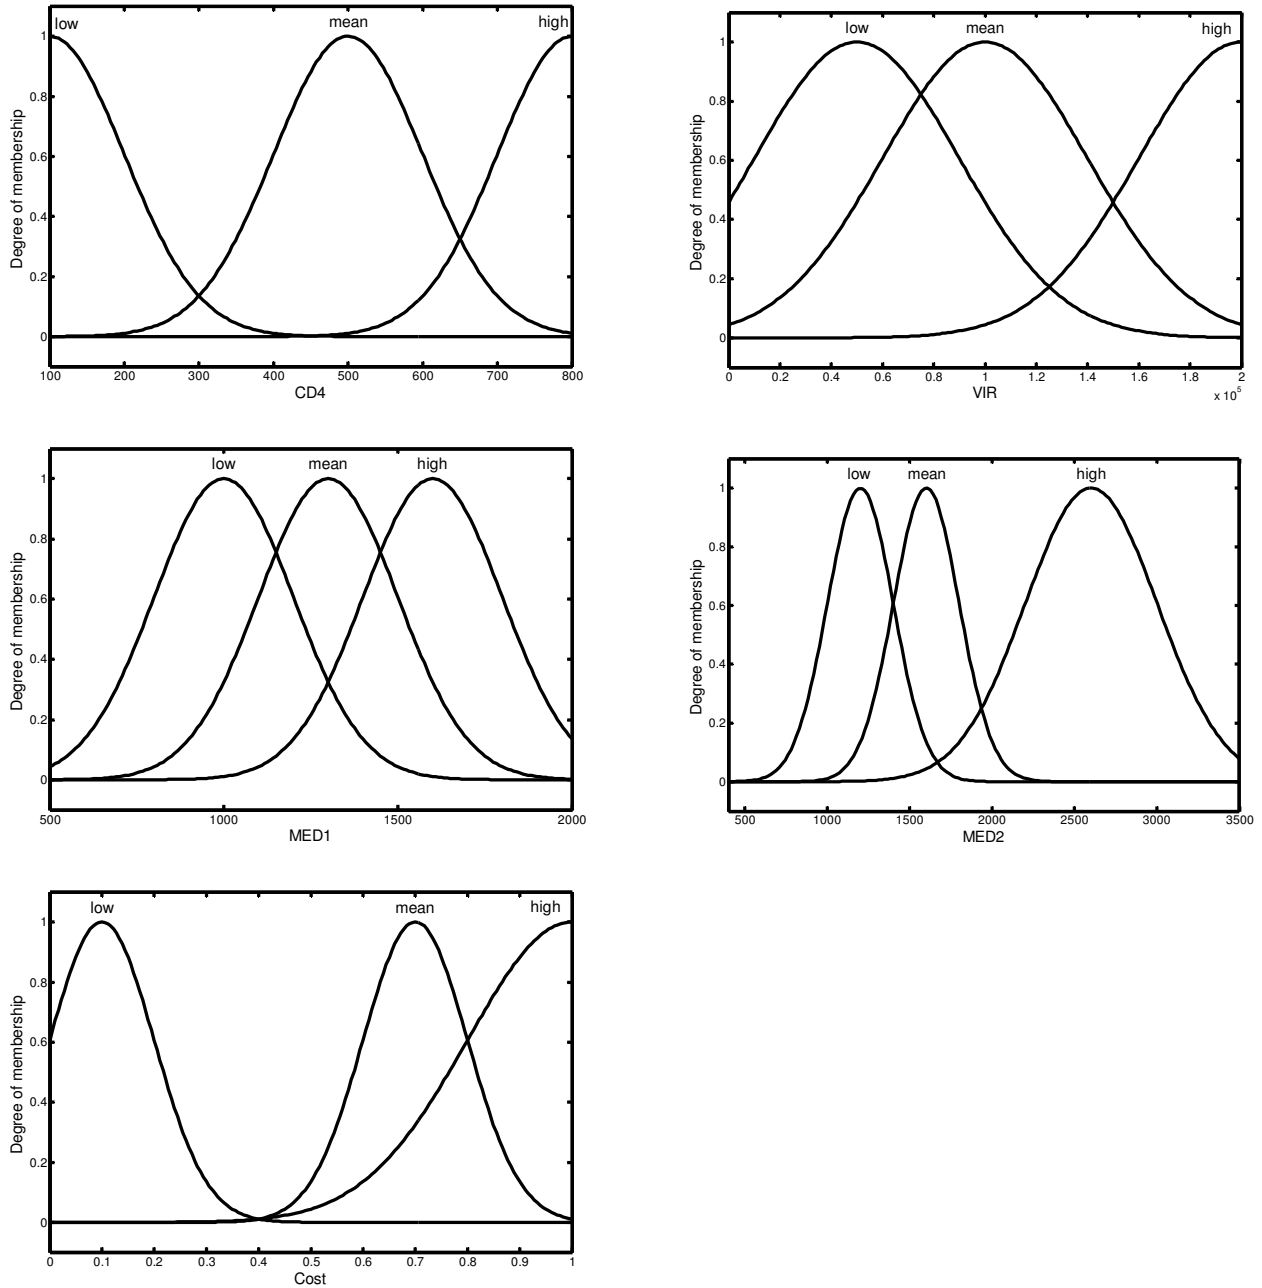 low mean high
1
0.8
0.6
0.4
0.2
0
Degree of membership
100 200 300 400 500 600 700 800
CD4
low mean high
1
0.8
0.6
0.4
0.2
0
Degree of membership
0 0.2 0.4 0.6 0.8 1 1.2 1.4 1.6 1.8 2
VIR
x 10^5
low mean high
1
0.8
0.6
0.4
0.2
0
Degree of membership
500 1000 1500 2000
MED1
low mean high
1
0.8
0.6
0.4
0.2
0
Degree of membership
500 1000 1500 2000 2500 3000 3500
MED2
low mean high
1
0.8
0.6
0.4
0.2
0
Degree of membership
0 0.1 0.2 0.3 0.4 0.5 0.6 0.7 0.8 0.9 1
Cost